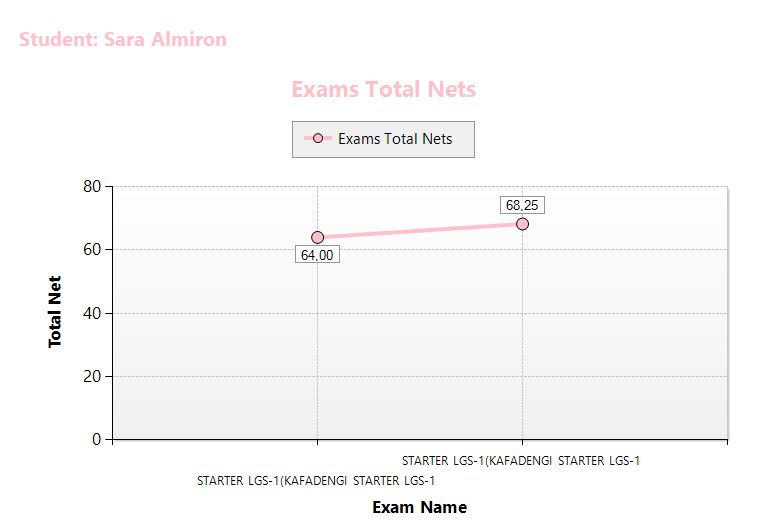 Student: Sara Almiron
Exams Total Nets
Exams Total Nets
80
68,25
64,00
60
40
20
0
Total Net
STARTER LGS-1(KAFADENGI STARTER LGS-1
STARTER LGS-1(KAFADENGI STARTER LGS-1
Exam Name